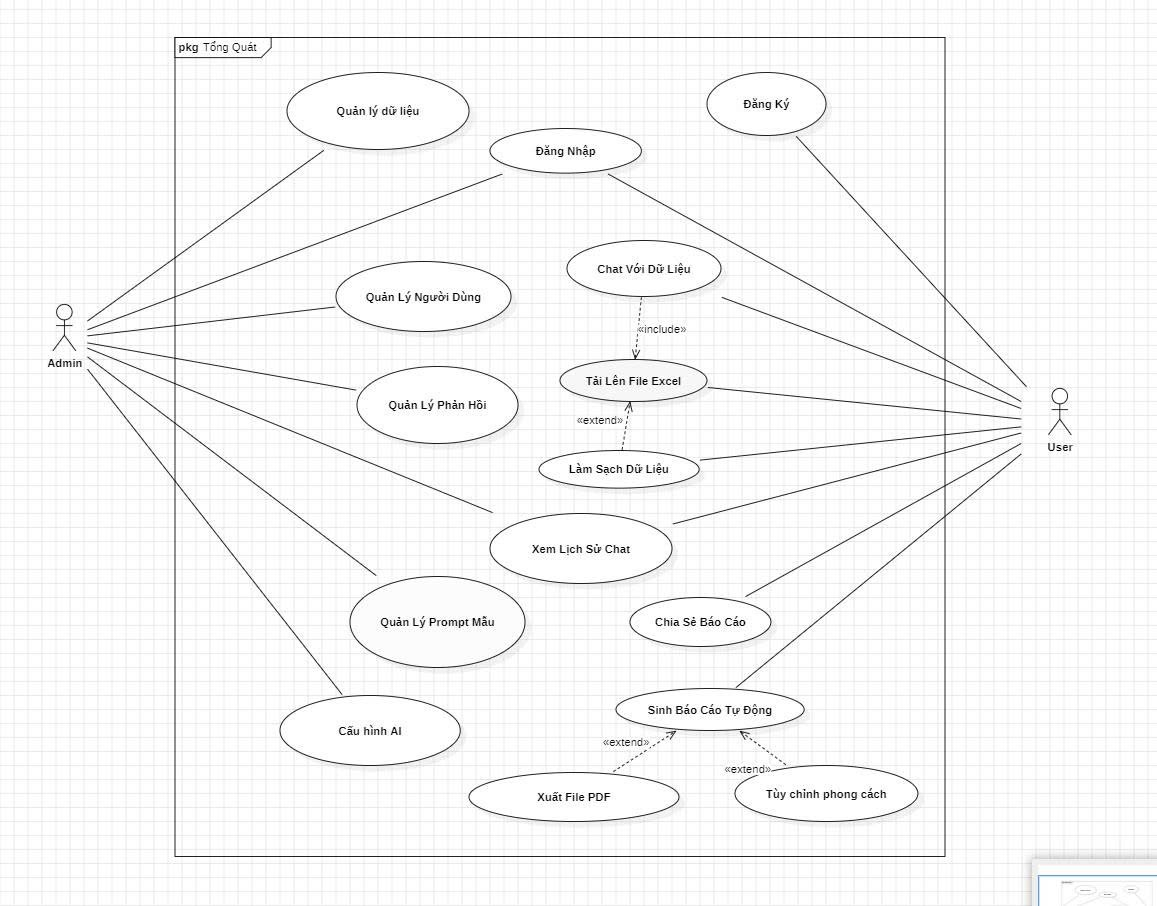 pkg Tổng Quát
Quản lý dữ liệu
Đăng Ký
Đăng Nhập
Chat Với Dữ Liệu
Quản Lý Người Dùng
«include»
Admin
Tải Lên File Excel
Quản Lý Phản Hồi
«extend»
User
Làm Sạch Dữ Liệu
Xem Lịch Sử Chat
Quản Lý Prompt Mẫu
Chia Sẻ Báo Cáo
Sinh Báo Cáo Tự Động
Cấu hình AI
«extend»
«extend»
Xuất File PDF
Tùy chỉnh phong cách